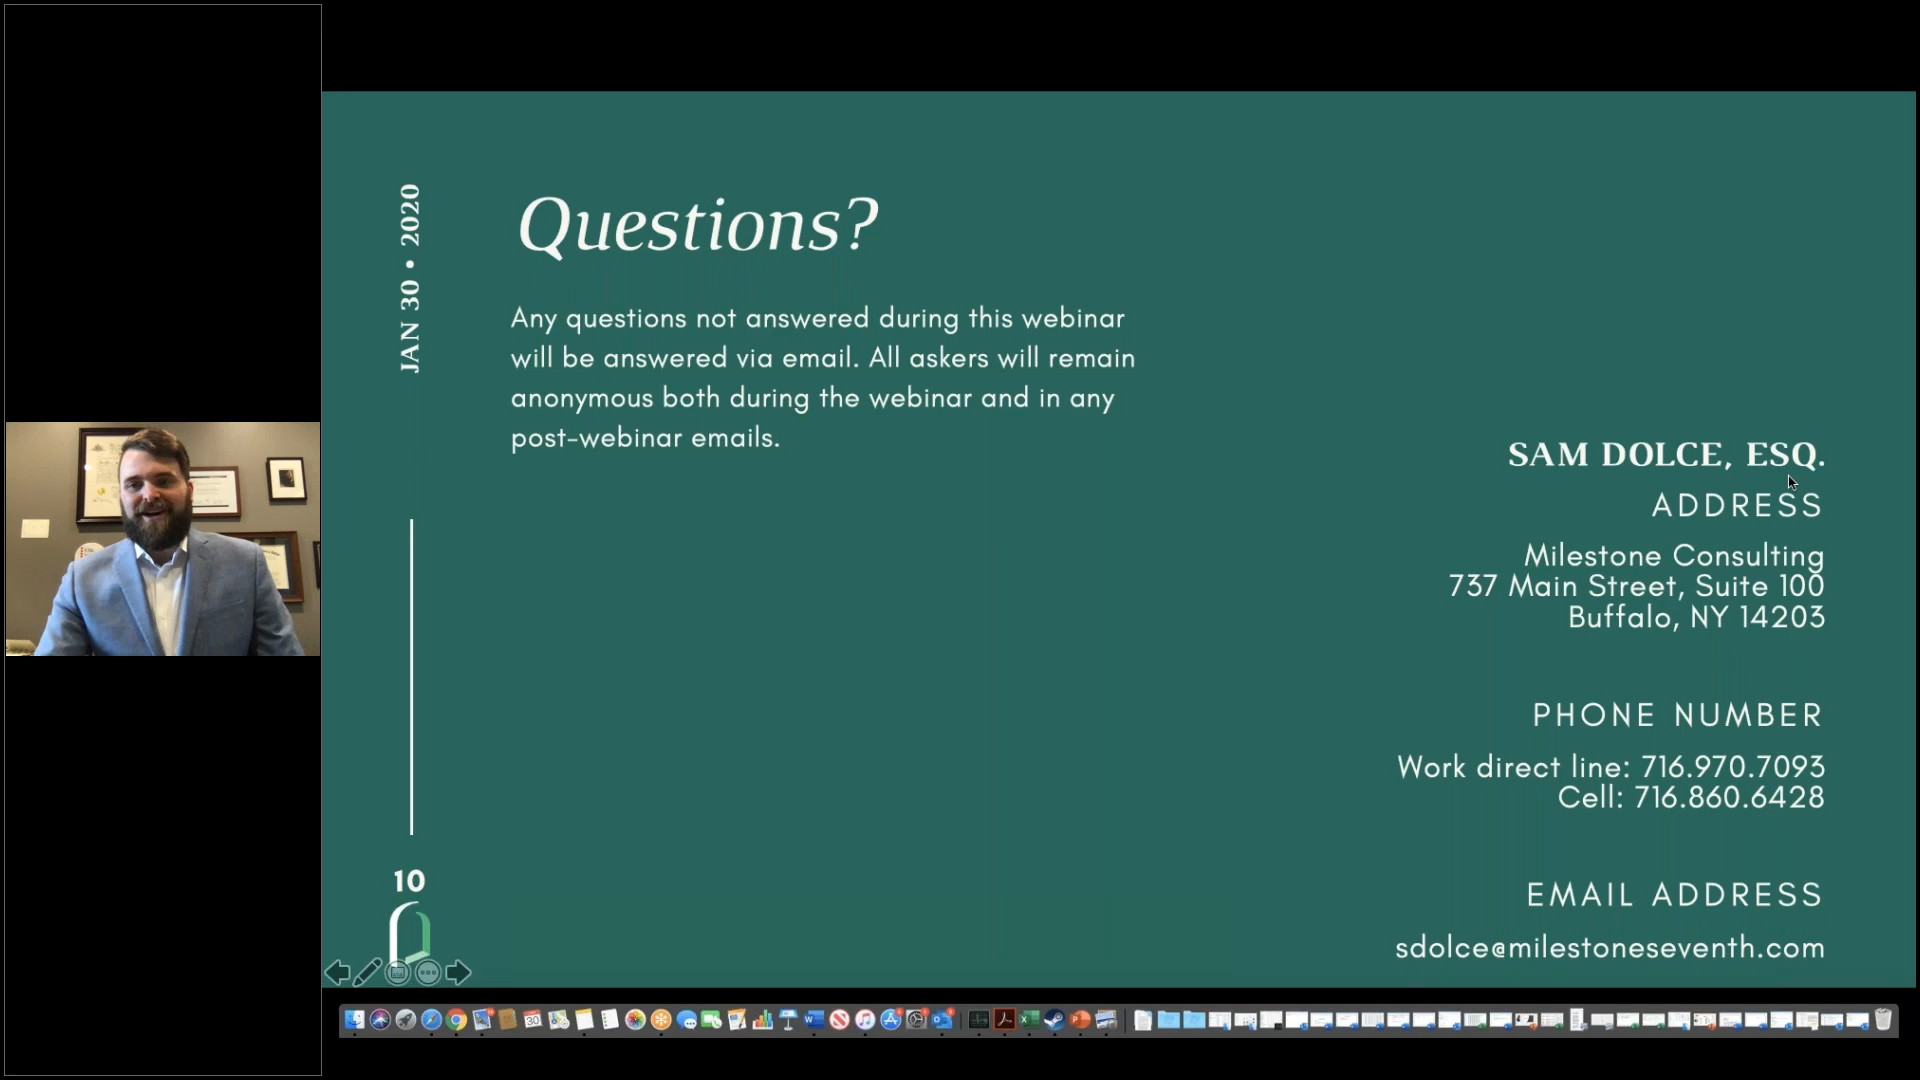 JAN 30 • 2020
Questions?
Any questions not answered during this webinar
will be answered via email. All askers will remain
anonymous both during the webinar and in any
post-webinar emails.
SAM DOLCE, ESQ.
ADDRESS
Milestone Consulting
737 Main Street, Suite 100
Buffalo, NY 14203
PHONE NUMBER
Work direct line: 716.970.7093
Cell: 716.860.6428
EMAIL ADDRESS
sdolce@milestoneseventh.com
10
30